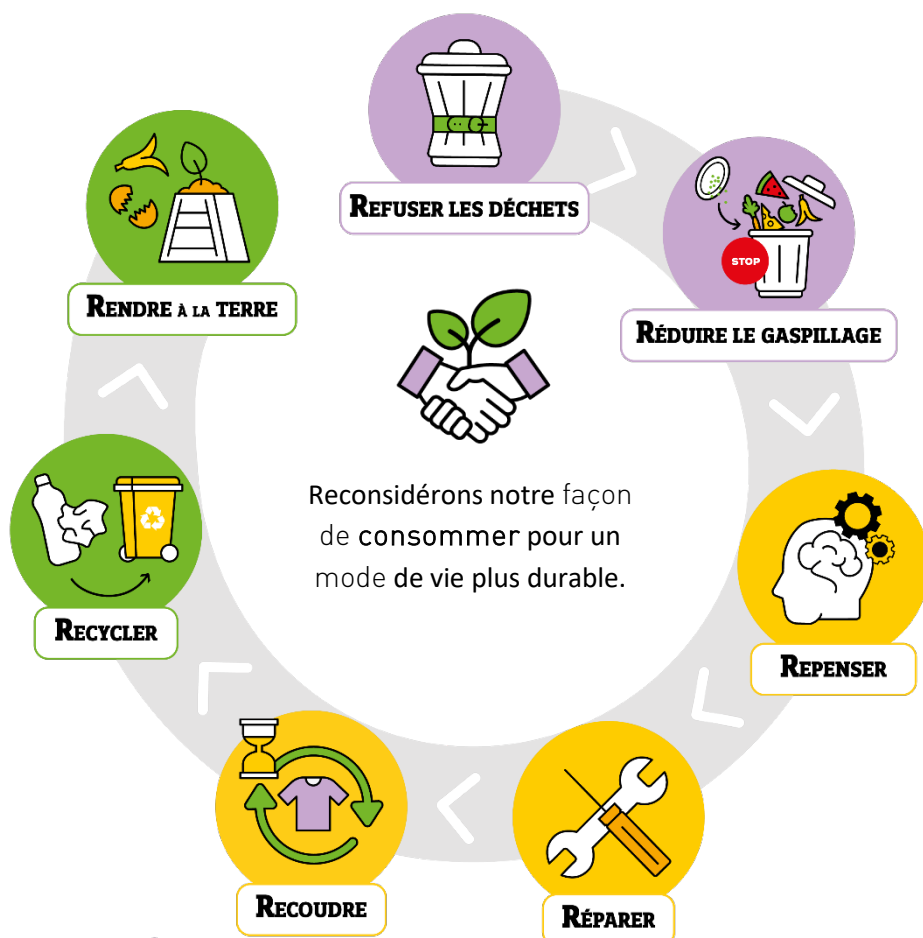 REFUSER LES DÉCHETS
STOP
RÉDUIRE LE GASPILLAGE
REPENSER
RÉPARER
RECOUDRE
RECYCLER
RENDRE À LA TERRE
Reconsidérons notre façon
de consommer pour un
mode de vie plus durable.